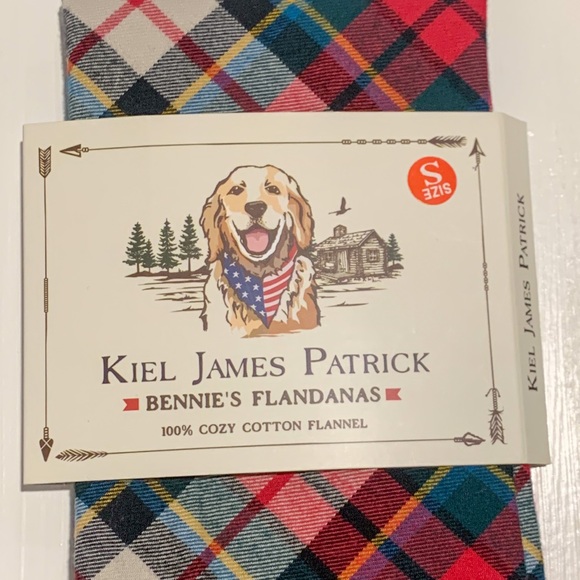 S
SIZE
KIEL JAMES PATRICK
BENNIE'S FLANDANAS
100% COZY COTTON FLANNEL
KIEL JAMES PATRICK